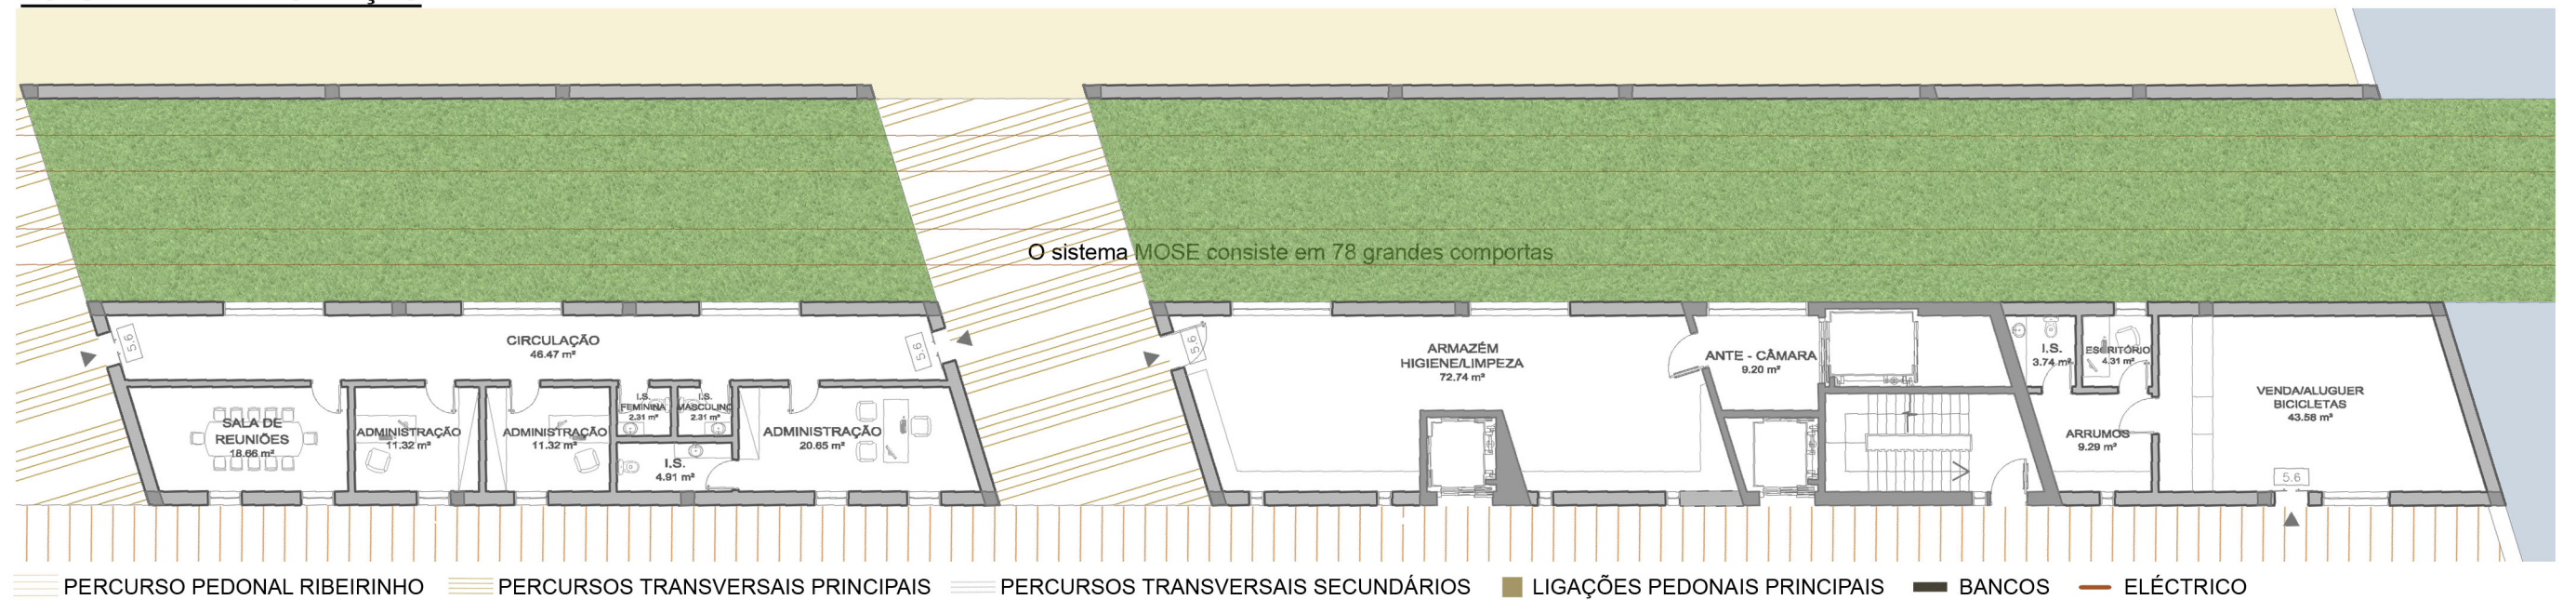 O sistema MOSE consiste em 78 grandes comportas
CIRCULAÇÃO
46.47 m²
5.6
5.6
SALA DE
REUNIÕES
18.66 m²
ADMINISTRAÇÃO
11.32 m²
ADMINISTRAÇÃO
11.32 m²
I.S.
FEMININA
2.31 m²
I.S.
MASCULINO
2.31 m²
I.S.
4.91 m²
ADMINISTRAÇÃO
20.65 m²
5.6
ARMAZÉM
HIGIENE/LIMPEZA
72.74 m²
ANTE - CÂMARA
9.20 m²
I.S.
3.74 m²
ESCRITÓRIO
4.31 m²
ARRUMOS
9.29 m²
VENDA/ALUGUER
BICICLETAS
43.58 m²
5.6
PERCURSO PEDONAL RIBEIRINHO PERCURSOS TRANSVERSAIS PRINCIPAIS PERCURSOS TRANSVERSAIS SECUNDÁRIOS LIGAÇÕES PEDONAIS PRINCIPAIS BANCOS ELÉCTRICO